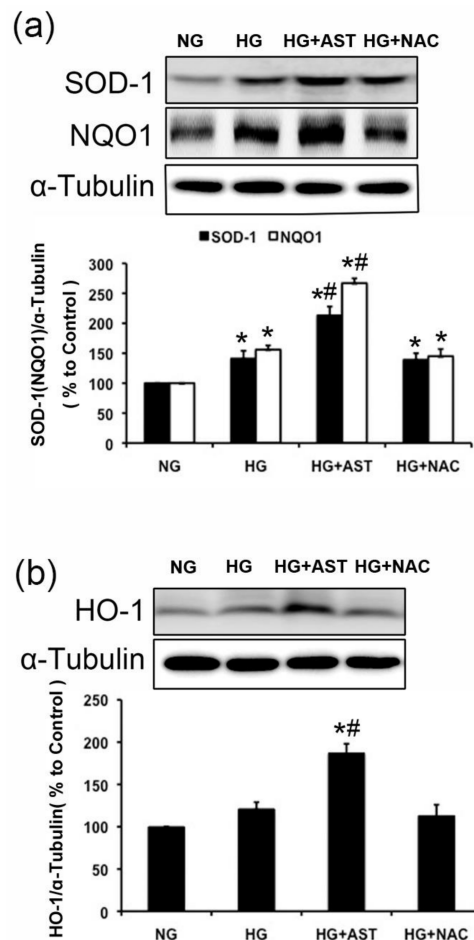 (a)
NG HG HG+AST HG+NAC
SOD-1
NQO1
α-Tubulin
SOD-1 NQO1
SOD-1(NQO1)/α-Tubulin
( % to Control )
300
250
200
150
100
50
0
* * *# *# * *
NG HG HG+AST HG+NAC
(b)
NG HG HG+AST HG+NAC
HO-1
α-Tubulin
HO-1/α-Tubulin( % to Control )
250
200
150
100
50
0
*#
NG HG HG+AST HG+NAC